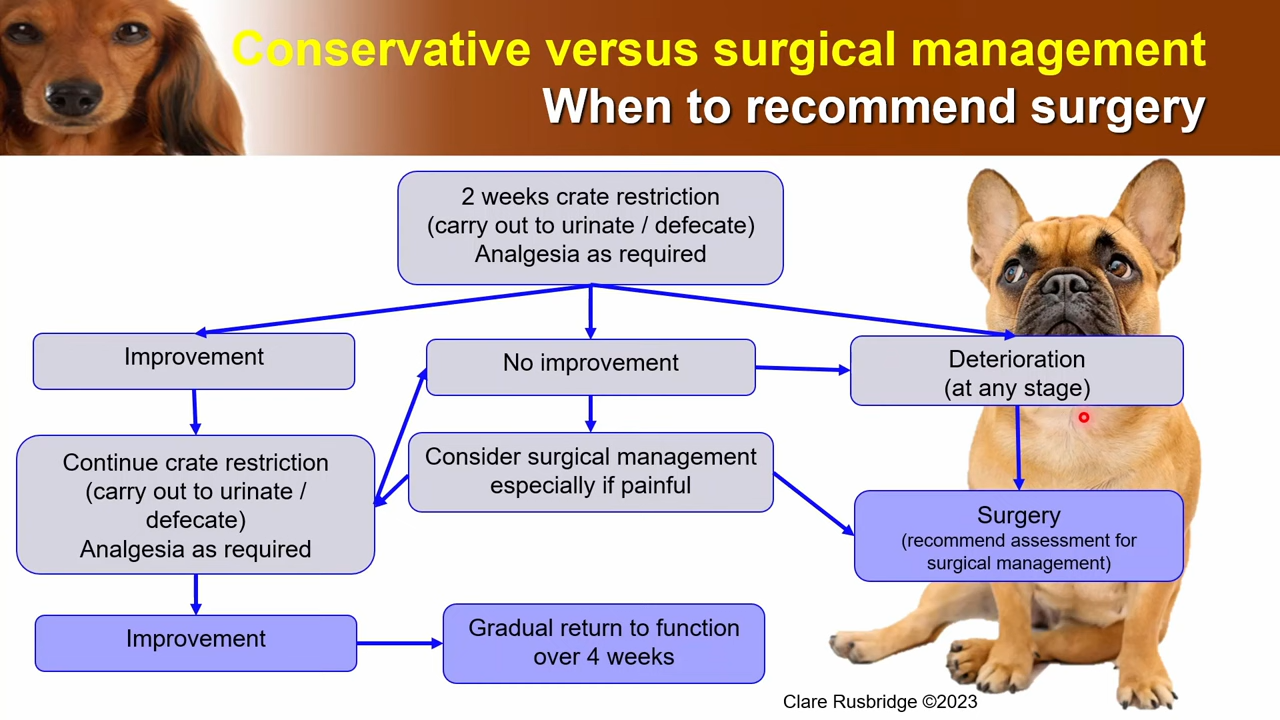 Conservative versus surgical management
When to recommend surgery
2 weeks crate restriction
(carry out to urinate / defecate)
Analgesia as required
Improvement
No improvement
Deterioration
(at any stage)
Continue crate restriction
(carry out to urinate /
defecate)
Analgesia as required
Consider surgical management
especially if painful
Surgery
(recommend assessment for
surgical management)
Improvement
Gradual return to function
over 4 weeks
Clare Rusbridge ©2023